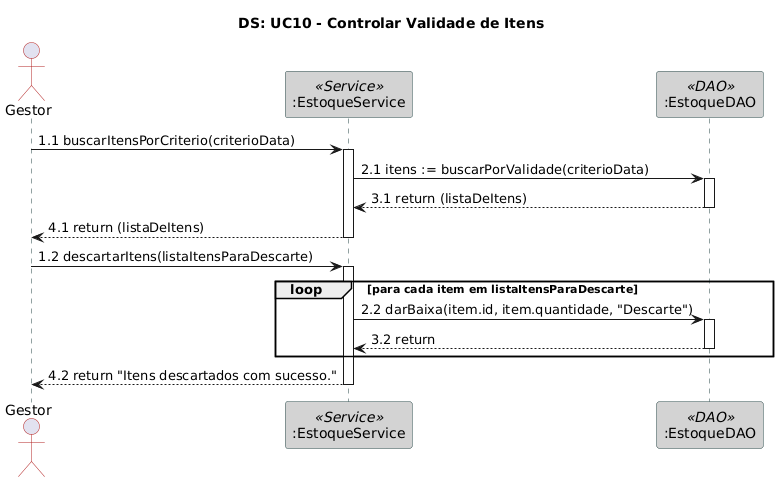 DS: UC10 - Controlar Validade de Itens
Gestor
«Service»
:EstoqueService
«DAO»
:EstoqueDAO
1.1 buscarItensPorCriterio(criterioData)
2.1 itens := buscarPorValidade(criterioData)
3.1 return (listaDeItens)
4.1 return (listaDeItens)
1.2 descartarItens(listaItensParaDescarte)
loop [para cada item em listaItensParaDescarte]
2.2 darBaixa(item.id, item.quantidade, "Descarte")
3.2 return
4.2 return "Itens descartados com sucesso."
Gestor
«Service»
:EstoqueService
«DAO»
:EstoqueDAO